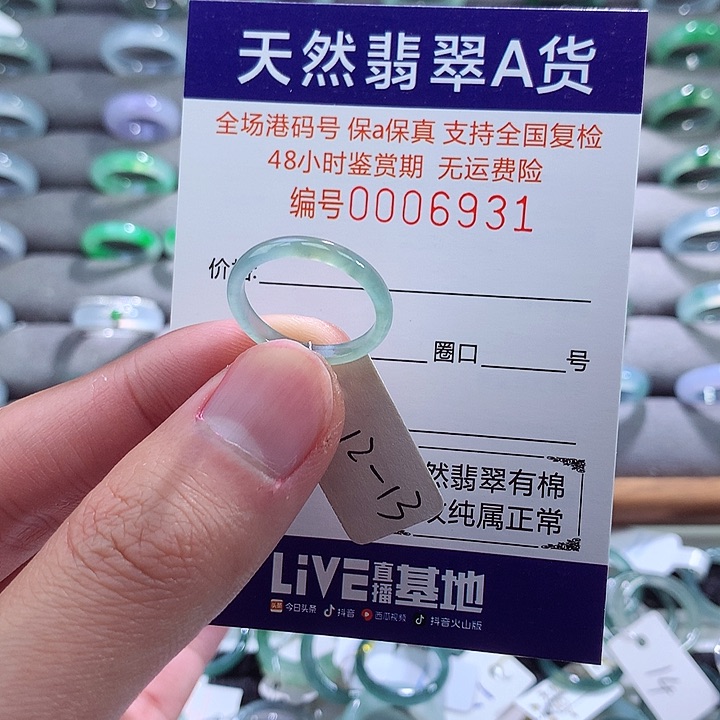 天然翡翠A货
全场港码号 保a保真 支持全国复检
48小时鉴赏期 无运费险
编号0006931
价
圈口 号
12-13
然翡翠有棉
纯属正常
LiVE直播基地
头条 今日头条 抖音 西瓜视频 抖音火山版
14